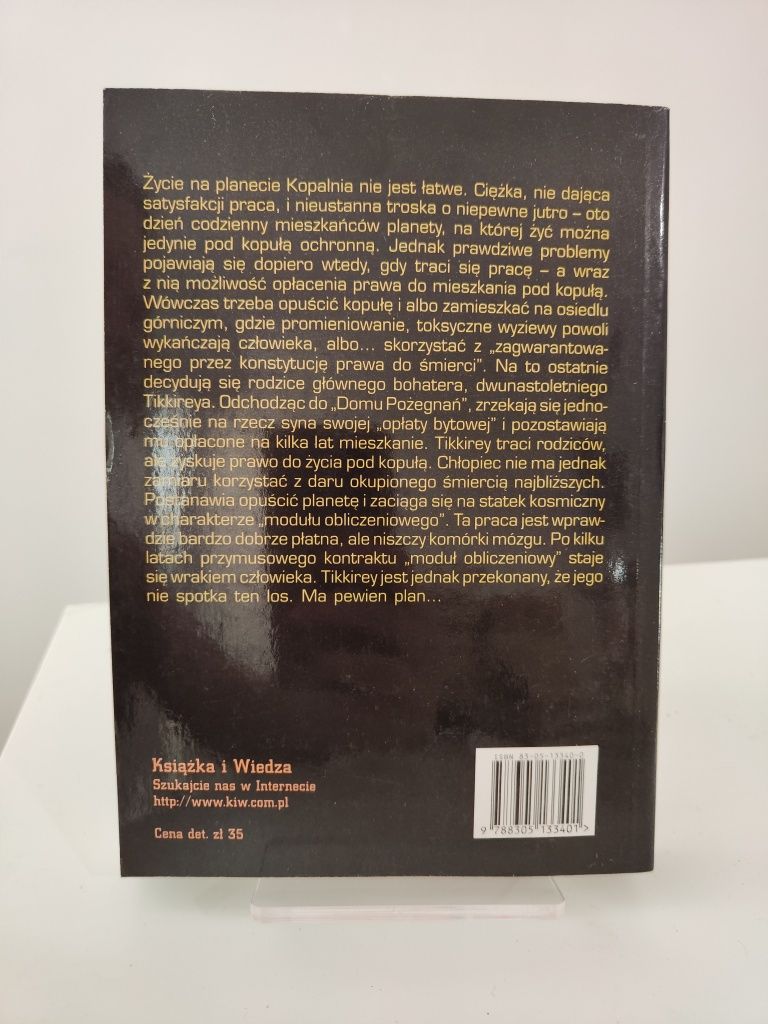 Życie na planecie Kopalnia nie jest łatwe. Ciężka, nie dająca
satysfakcji praca, i nieustanna troska o niepewne jutro – oto
dzień codzienny mieszkańców planety, na której żyć można
jedynie pod kopułą ochronną. Jednak prawdziwe problemy
pojawiają się dopiero wtedy, gdy traci się pracę – a wraz
z nią możliwość opłacenia prawa do mieszkania pod kopułą.
Wówczas trzeba opuścić kopułę i albo zamieszkać na osiedlu
górniczym, gdzie promieniowanie, toksyczne wyziewy powoli
wykańczają człowieka, albo... skorzystać z „zagwarantowa-
nego przez konstytucję prawa do śmierci”. Na to ostatnie
decydują się rodzice głównego bohatera, dwunastoletniego
Tikkireya. Odchodząc do „Domu Pożegnań”, zrzekają się jedno-
cześnie na rzecz syna swojej „opłaty bytowej” i pozostawiają
mu opłacone na kilka lat mieszkanie. Tikkirey traci rodziców,
ale zyskuje prawo do życia pod kopułą. Chłopiec nie ma jednak
zamiaru korzystać z daru okupionego śmiercią najbliższych.
Postanawia opuścić planetę i zaciąga się na statek kosmiczny
w charakterze „modułu obliczeniowego”. Ta praca jest wpraw-
dzie bardzo dobrze płatna, ale niszczy komórki mózgu. Po kilku
latach przymusowego kontraktu „moduł obliczeniowy” staje
się wrakiem człowieka. Tikkirey jest jednak przekonany, że jego
nie spotka ten los. Ma pewien plan...
Książka i Wiedza
Szukajcie nas w Internecie
http://www.kiw.com.pl
Cena det. zł 35
ISBN 83-05-13340-0
9 788305 133401 >